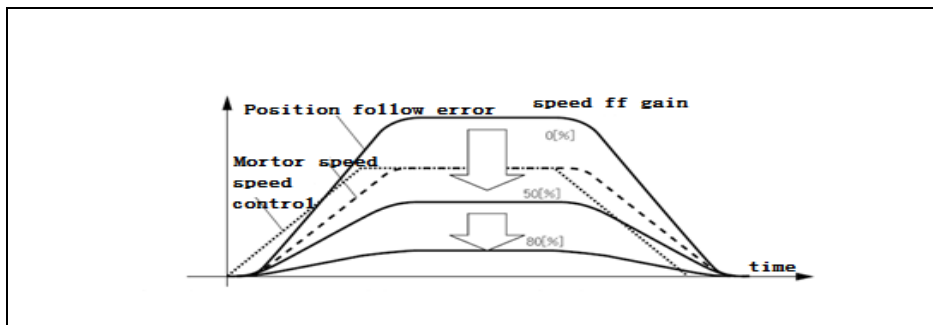 speed ff gain
Position follow error
0[%]
Mortor speed
speed
control
50[%]
80[%]
time